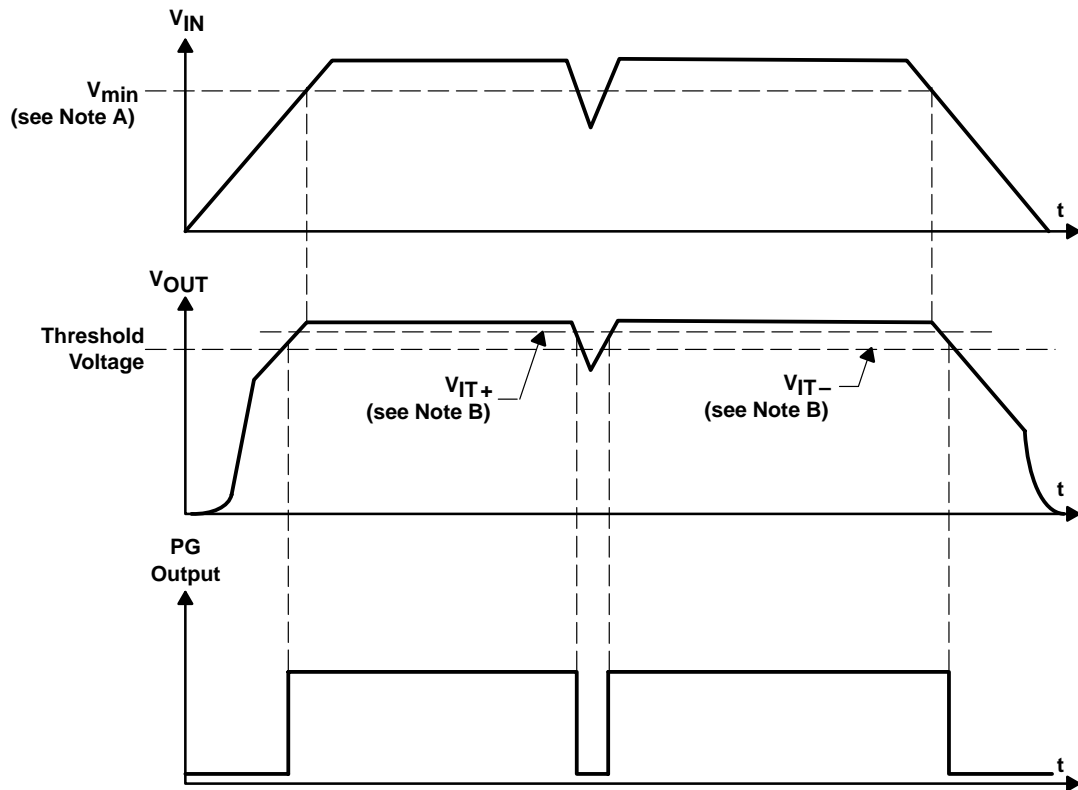 VIN
Vmin
(see Note A)
t
VOUT
Threshold
Voltage
VIT+
(see Note B)
VIT−
(see Note B)
t
PG
Output
t